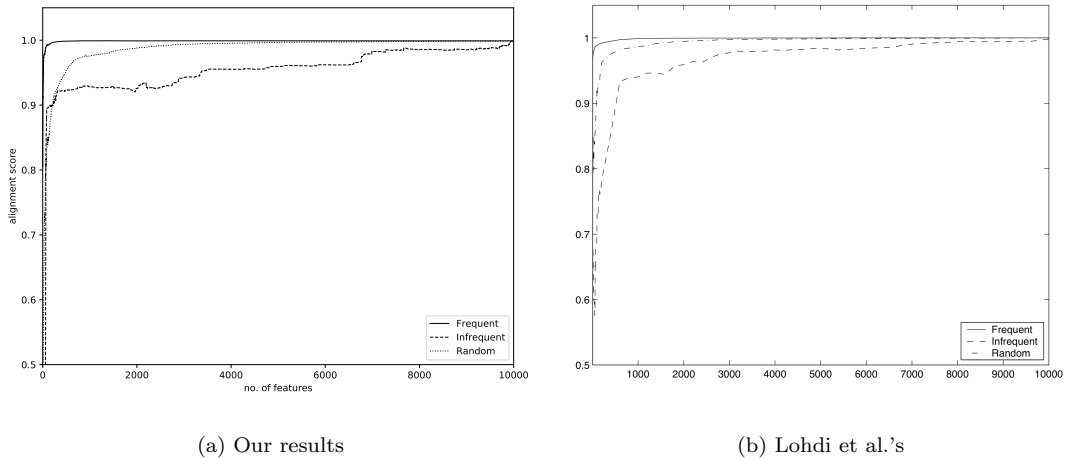 1.0
0.9
0.8
0.7
0.6
0.5
alignment score
0
2000
4000
6000
8000
10000
no. of features
Frequent
Infrequent
Random
(a) Our results
1
0.9
0.8
0.7
0.6
0.5
1000
2000
3000
4000
5000
6000
7000
8000
9000
10000
Frequent
Infrequent
Random
(b) Lohdi et al.'s